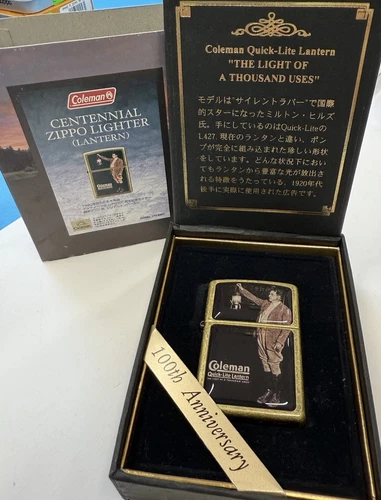 Coleman
CENTENNIAL
ZIPPO LIGHTER
(LANTERN)
Coleman
Coleman Quick-Lite Lantern
"THE LIGHT OF
A THOUSAND USES"
モデルは"サイレントラバー"で国際
的スターになったミルトン・ヒルズ
氏。手にしているのはQuick-Liteの
L427. 現在のランタンと違い、ポン
プが完全に組み込まれた珍しい形状
をしています。どんな状況下におい
てもランタンから豊富な光が放出さ
れる特徴をうたっている、1920年代
後半に実際に使用された広告です。
Coleman
Quick-Lite Lantern
100th Anniversary